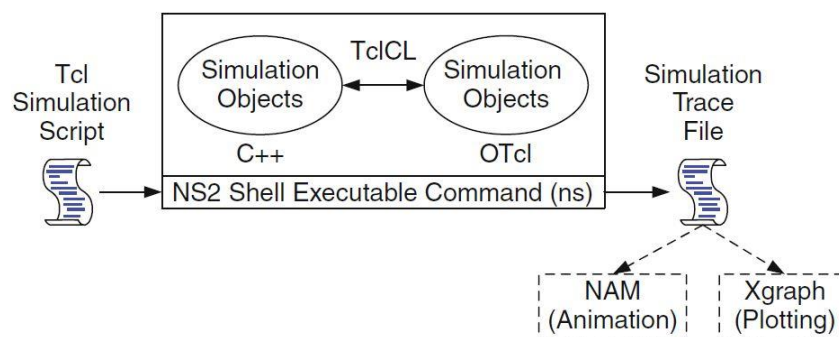 Tcl
Simulation
Script
TclCL
Simulation
Objects
Simulation
Objects
C++
OTcl
NS2 Shell Executable Command (ns)
Simulation
Trace
File
NAM
(Animation)
Xgraph
(Plotting)